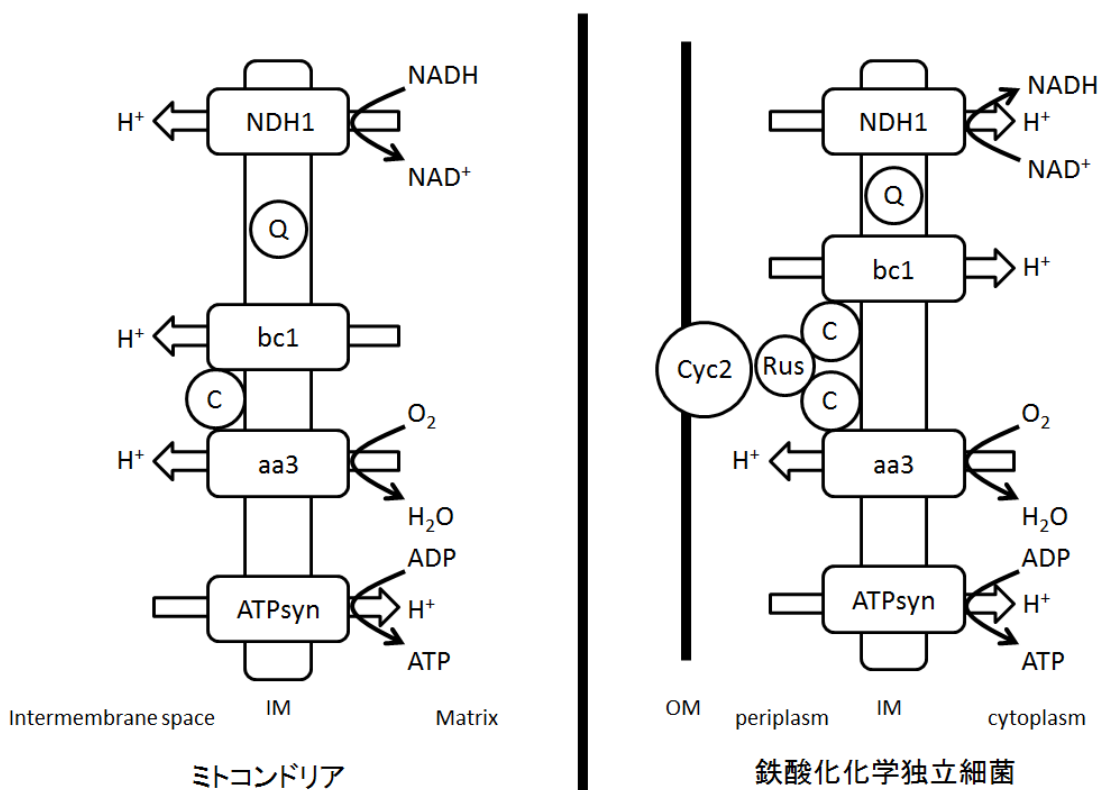 NADH
H⁺
NDH1
NAD⁺
Q
H⁺
bc1
C
O₂
H⁺
aa3
H₂O
ADP
ATPsyn
H⁺
ATP
Intermembrane space
IM
Matrix
ミトコンドリア
NADH
NDH1
H⁺
NAD⁺
Q
bc1
H⁺
C
Cyc2
Rus
C
O₂
H⁺
aa3
H₂O
ADP
ATPsyn
H⁺
ATP
OM
periplasm
IM
cytoplasm
鉄酸化化学独立細菌